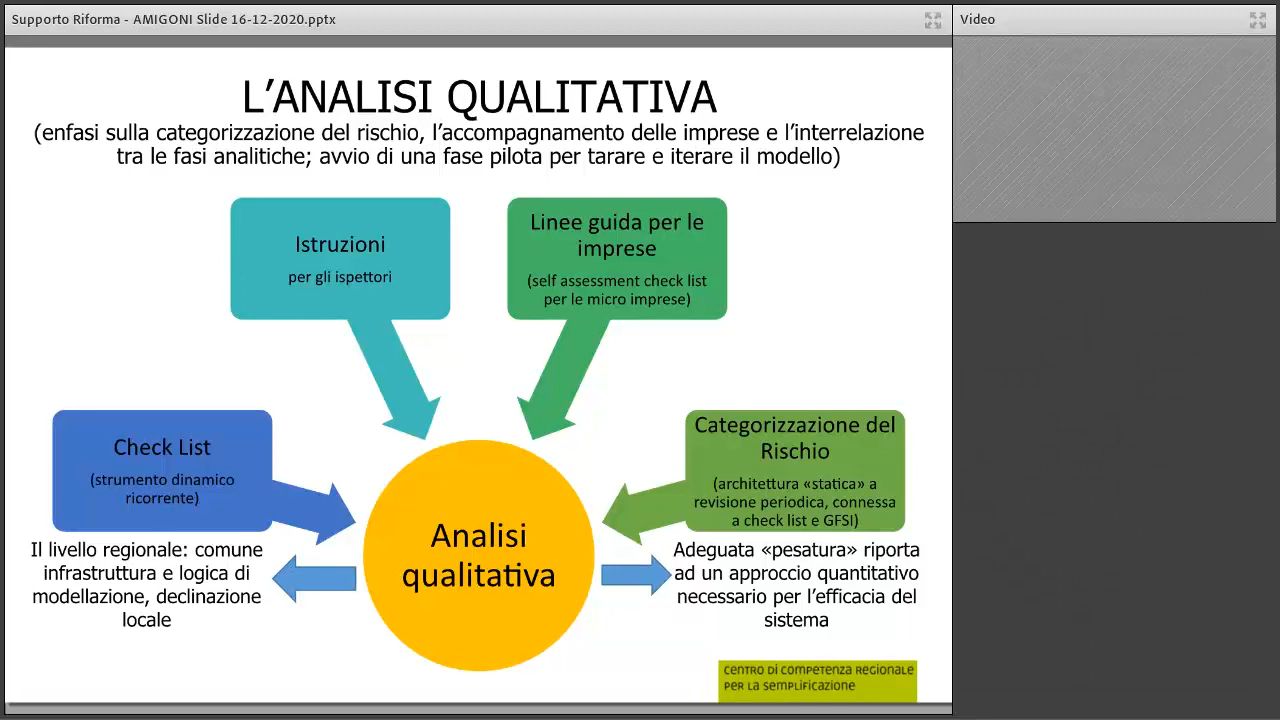 Supporto Riforma - AMIGONI Slide 16-12-2020.pptx
Video
L’ANALISI QUALITATIVA
(enfasi sulla categorizzazione del rischio, l’accompagnamento delle imprese e l’interrelazione
tra le fasi analitiche; avvio di una fase pilota per tarare e iterare il modello)
Istruzioni
per gli ispettori
Linee guida per le
imprese
(self assessment check list
per le micro imprese)
Check List
(strumento dinamico
ricorrente)
Categorizzazione del
Rischio
(architettura «statica» a
revisione periodica, connessa
a check list e GFSI)
Analisi
qualitativa
Il livello regionale: comune
infrastruttura e logica di
modellazione, declinazione
locale
Adeguata «pesatura» riporta
ad un approccio quantitativo
necessario per l’efficacia del
sistema
CENTRO DI COMPETENZA REGIONALE
PER LA SEMPLIFICAZIONE